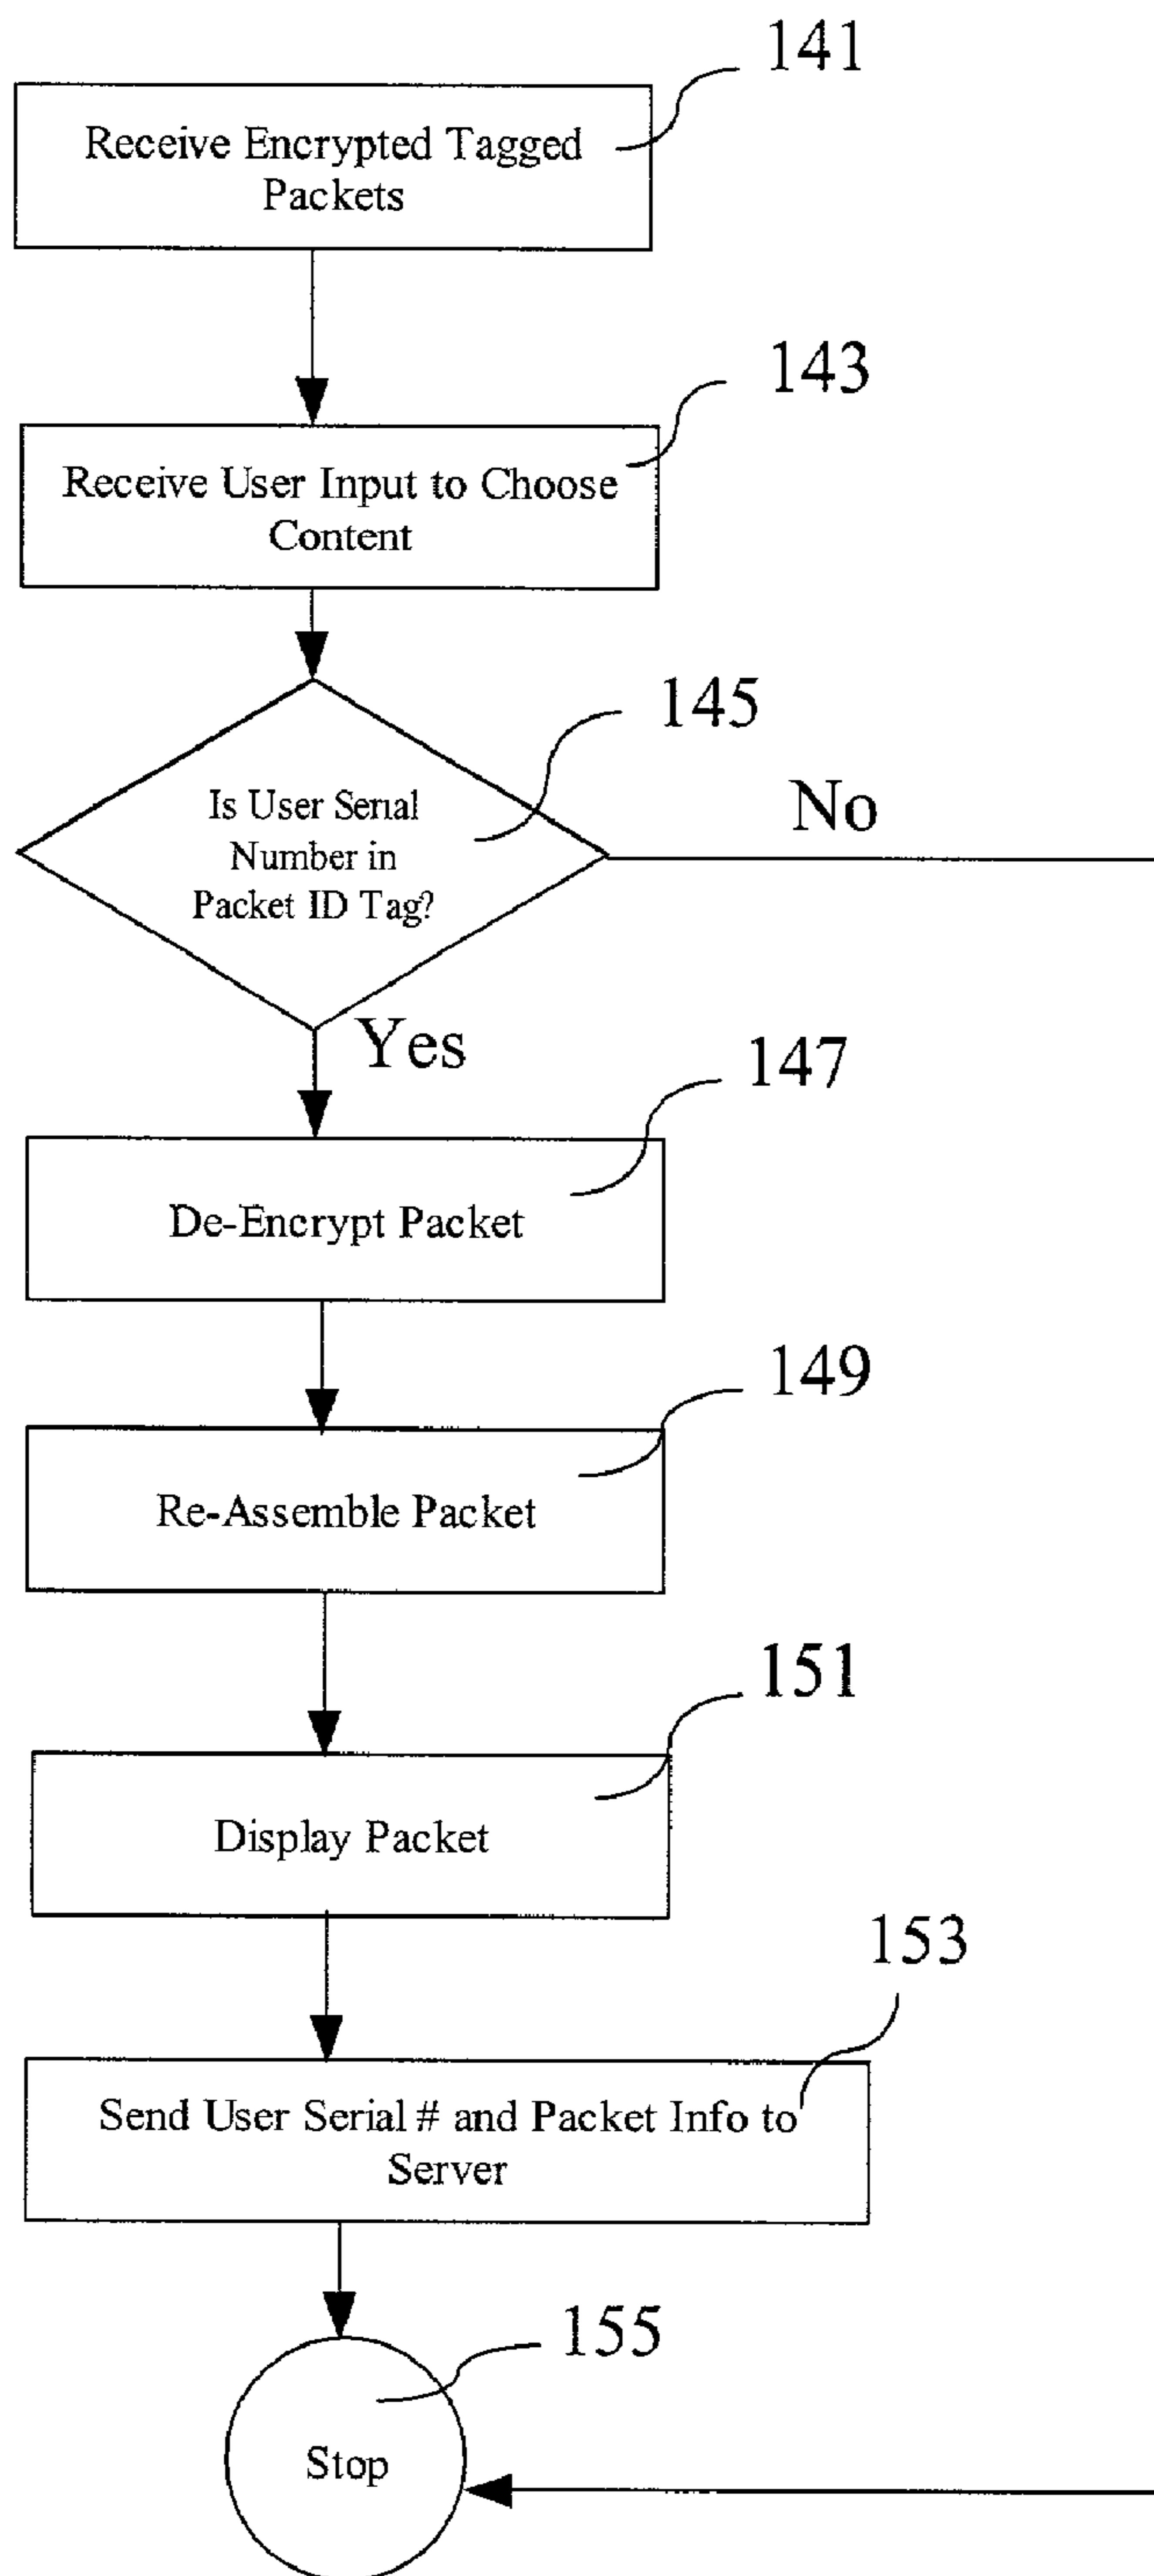 141
Receive Encrypted Tagged
Packets
143
Receive User Input to Choose
Content
145
Is User Serial
Number in
Packet ID Tag?
No
Yes
147
De-Encrypt Packet
149
Re-Assemble Packet
151
Display Packet
153
Send User Serial # and Packet Info to
Server
155
Stop